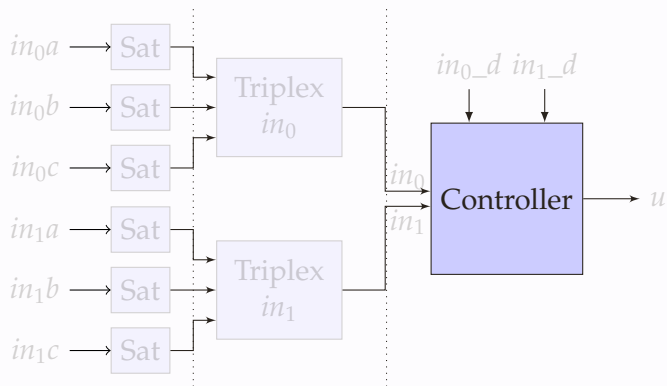 in₀a
Sat
in₀b
Sat
in₀c
Sat
Triplex
in₀
in₁a
Sat
in₁b
Sat
in₁c
Sat
Triplex
in₁
in₀_d in₁_d
in₀
in₁
Controller
u